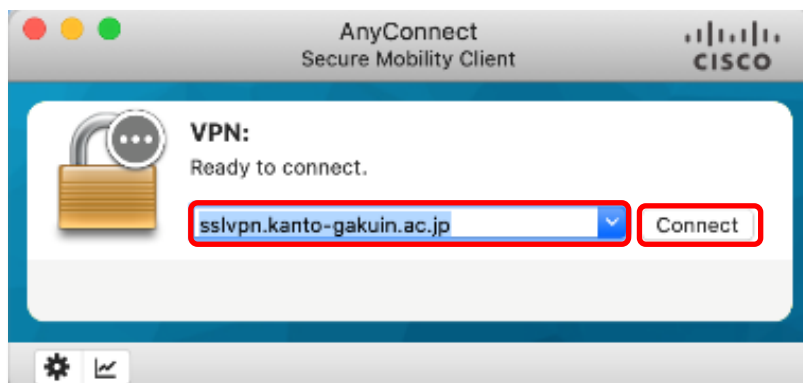 AnyConnect
Secure Mobility Client
CISCO
VPN:
Ready to connect.
sslvpn.kanto-gakuin.ac.jp
Connect